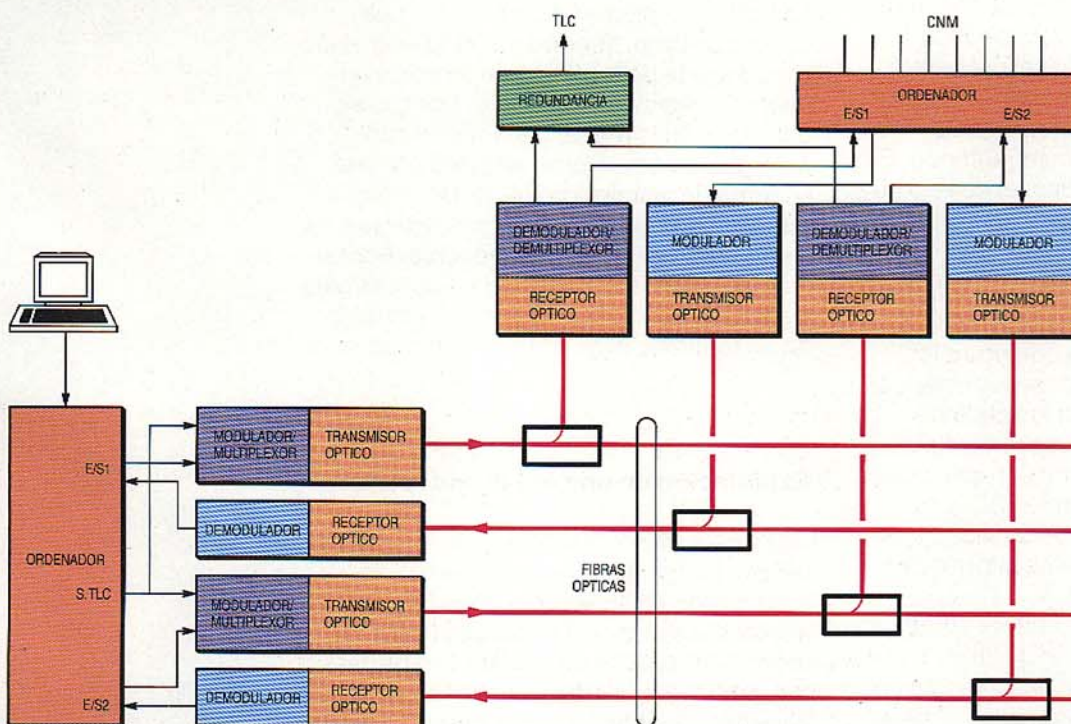 TLC
CNM
REDUNDANCIA
ORDENADOR
E/S1
E/S2
DEMODULADOR/
DEMULTIPLEXOR
RECEPTOR
OPTICO
MODULADOR
TRANSMISOR
OPTICO
DEMODULADOR/
DEMULTIPLEXOR
RECEPTOR
OPTICO
MODULADOR
TRANSMISOR
OPTICO
ORDENADOR
E/S1
S.TLC
E/S2
MODULADOR/
MULTIPLEXOR
TRANSMISOR
OPTICO
DEMODULADOR
RECEPTOR
OPTICO
MODULADOR/
MULTIPLEXOR
TRANSMISOR
OPTICO
DEMODULADOR
RECEPTOR
OPTICO
FIBRAS
OPTICAS